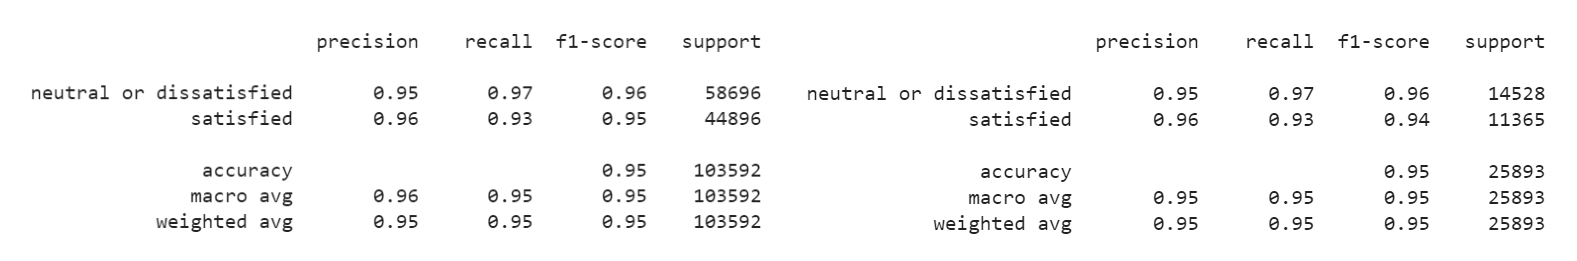 precision recall f1-score support
neutral or dissatisfied 0.95 0.97 0.96 58696
satisfied 0.96 0.93 0.95 44896
accuracy 0.95 103592
macro avg 0.96 0.95 0.95 103592
weighted avg 0.95 0.95 0.95 103592
precision recall f1-score support
neutral or dissatisfied 0.95 0.97 0.96 14528
satisfied 0.96 0.93 0.94 11365
accuracy 0.95 25893
macro avg 0.95 0.95 0.95 25893
weighted avg 0.95 0.95 0.95 25893